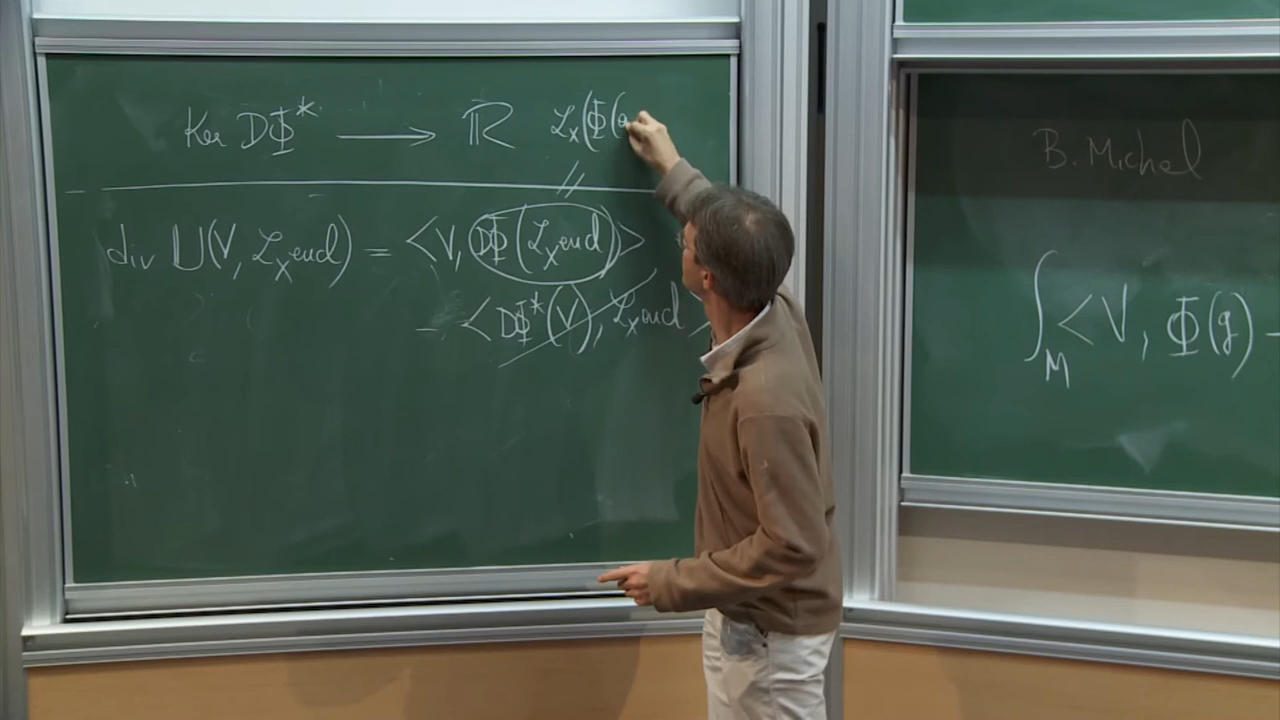 Ker DΦ* ⟶ ℝ ℒ_X(Φ(g
//
div 𝕌(V, ℒ_X eucl) = <V, DΦ(ℒ_X eucl)>
- <DΦ*(V), ℒ_X eucl >
B. Michel
∫_M <V, Φ(g) -